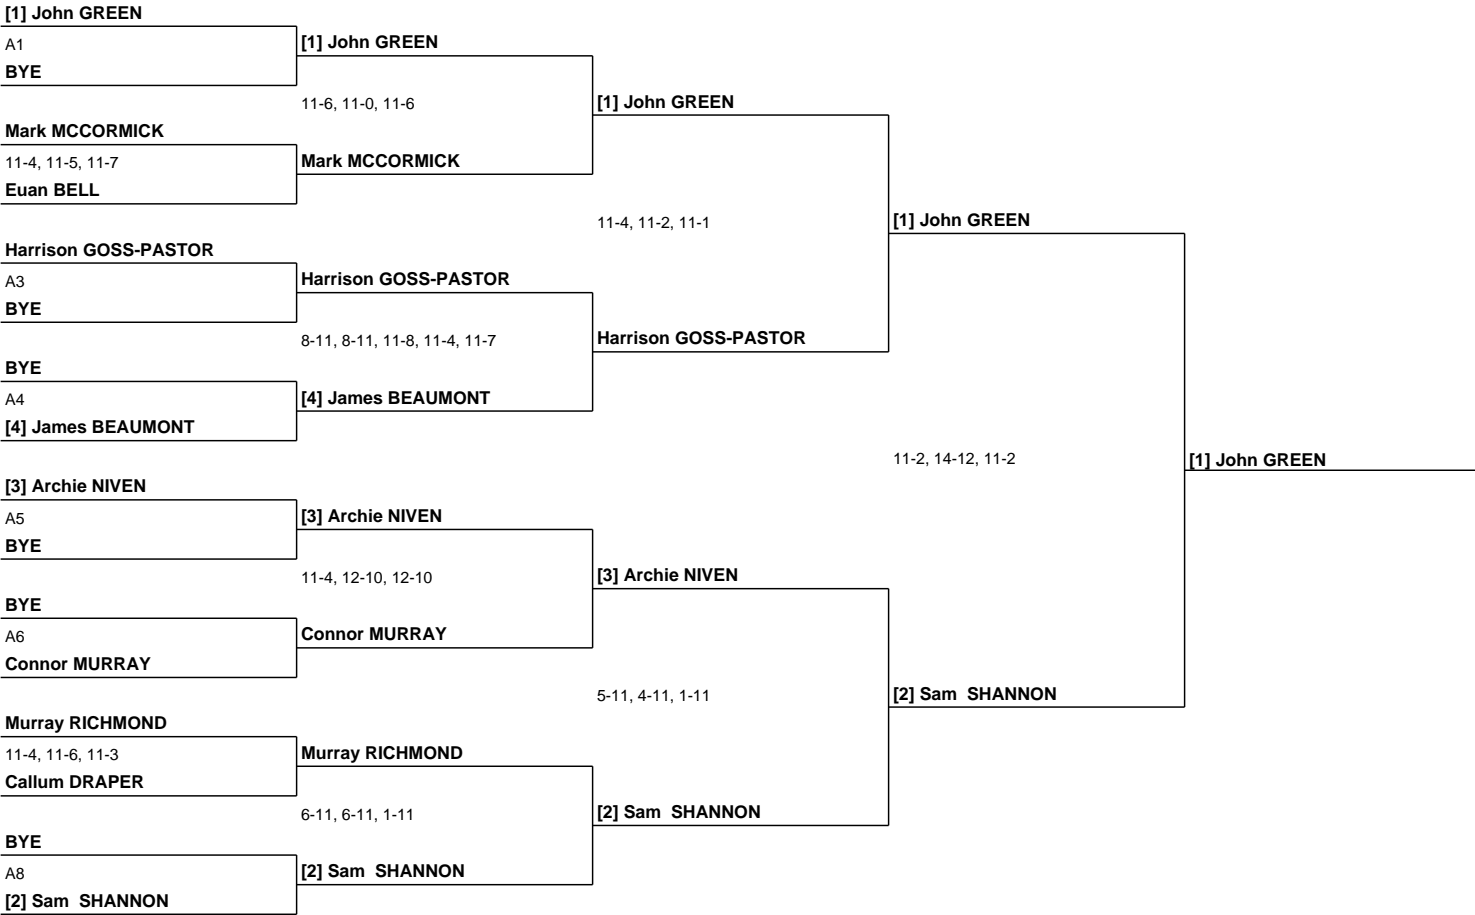 [1] John GREEN
A1
BYE
Mark MCCORMICK
11-4, 11-5, 11-7
Euan BELL
Harrison GOSS-PASTOR
A3
BYE
BYE
A4
[4] James BEAUMONT
[3] Archie NIVEN
A5
BYE
BYE
A6
Connor MURRAY
Murray RICHMOND
11-4, 11-6, 11-3
Callum DRAPER
BYE
A8
[2] Sam  SHANNON
[1] John GREEN
11-6, 11-0, 11-6
Mark MCCORMICK
Harrison GOSS-PASTOR
8-11, 8-11, 11-8, 11-4, 11-7
[4] James BEAUMONT
[3] Archie NIVEN
11-4, 12-10, 12-10
Connor MURRAY
Murray RICHMOND
6-11, 6-11, 1-11
[2] Sam  SHANNON
[1] John GREEN
11-4, 11-2, 11-1
Harrison GOSS-PASTOR
[3] Archie NIVEN
5-11, 4-11, 1-11
[2] Sam  SHANNON
[1] John GREEN
11-2, 14-12, 11-2
[2] Sam  SHANNON
[1] John GREEN